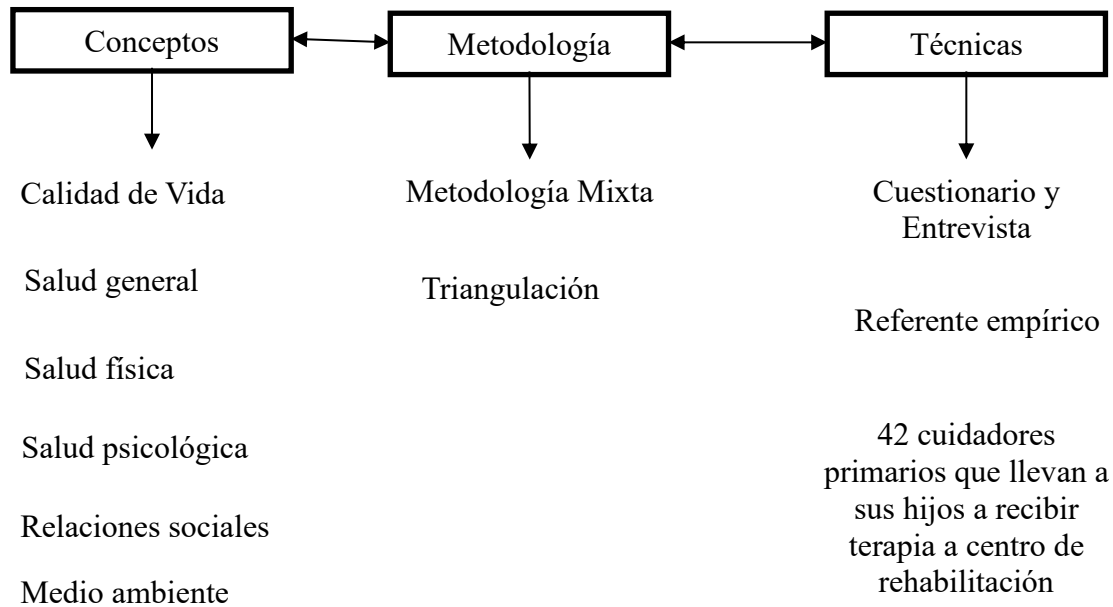 Conceptos
Metodología
Técnicas
Calidad de Vida
Salud general
Salud física
Salud psicológica
Relaciones sociales
Medio ambiente
Metodología Mixta
Triangulación
Cuestionario y
Entrevista
Referente empírico
42 cuidadores
primarios que llevan a
sus hijos a recibir
terapia a centro de
rehabilitación